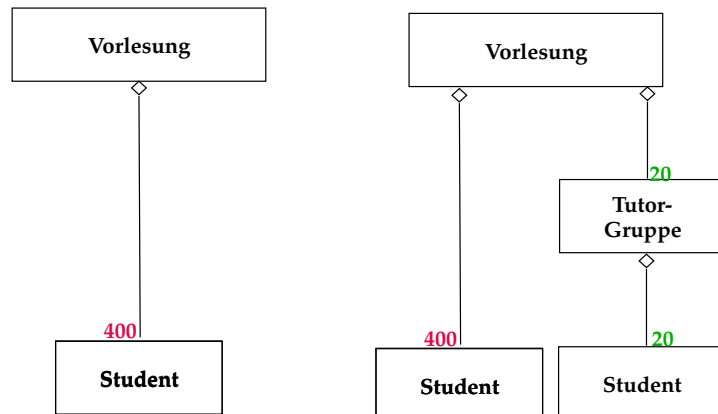 Vorlesung
400
Student
Vorlesung
20
Tutor-
Gruppe
400
Student
20
Student